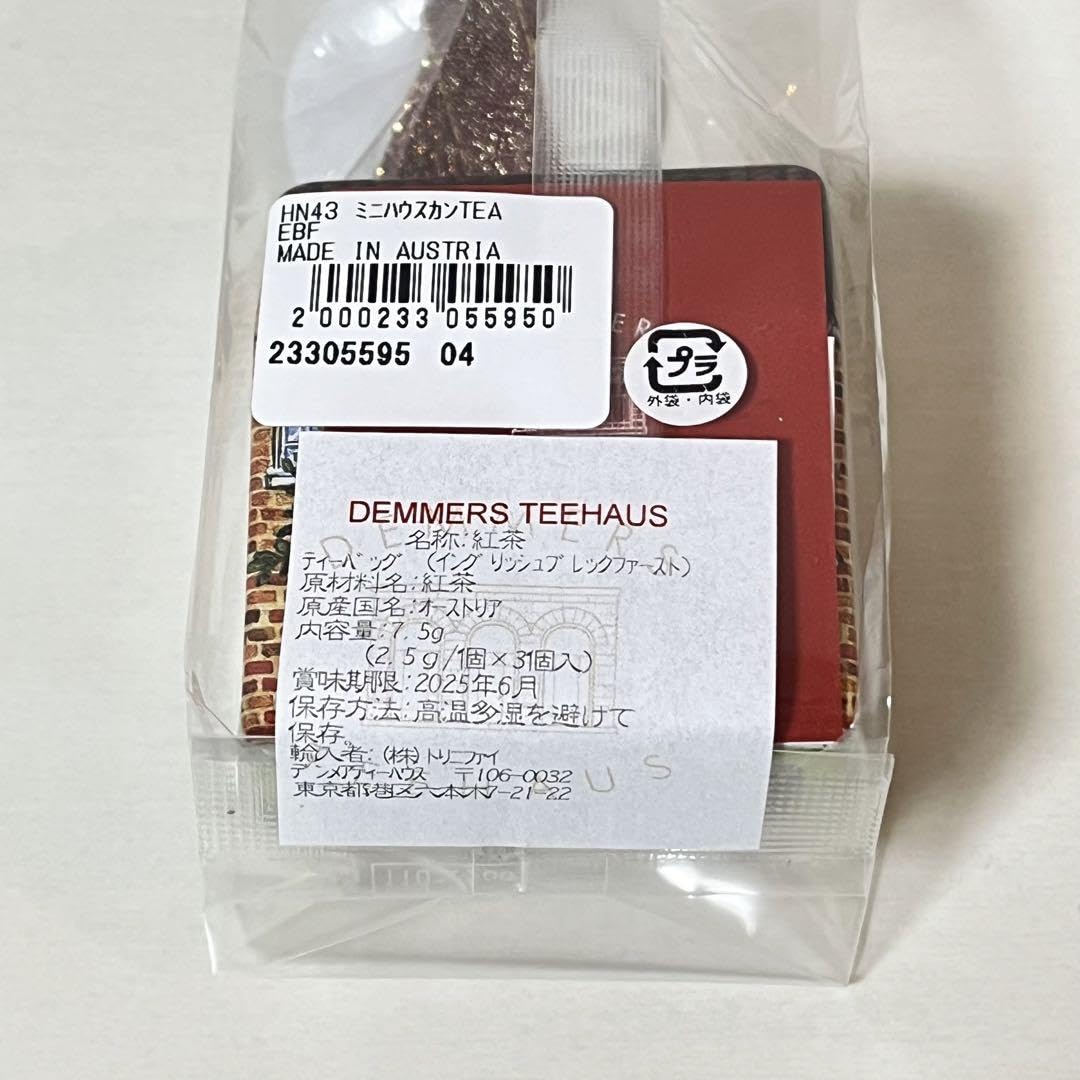 HN43 ミニハウスカンTEA
EBF
MADE IN AUSTRIA
2 000233 055950
23305595 04
プラ
外袋・内袋
DEMMERS TEEHAUS
名称:紅茶
ティーバッグ (イングリッシュブレックファースト)
原材料名:紅茶
原産国名:オーストリア
内容量:7.5g
(2.5g/1個×3個入)
賞味期限:2025年6月
保存方法:高温多湿を避けて
保存。
輸入者:(株)トリニファイ
デンメアティーハウス 〒106-0032
東京都港区六本木7-21-22
DEMMERS